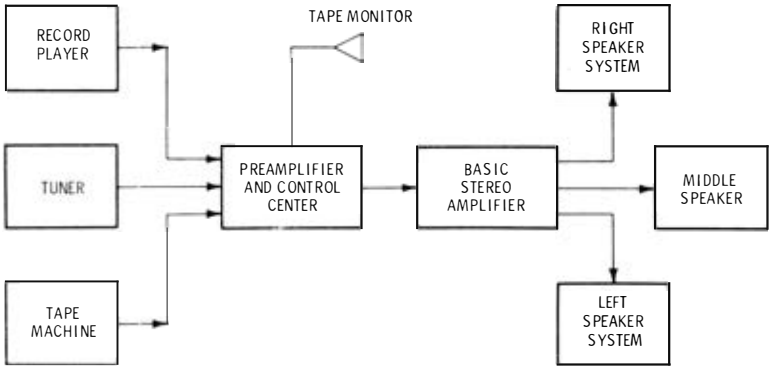 TAPE MONITOR
RECORD
PLAYER
RIGHT
SPEAKER
SYSTEM
TUNER
PREAMPLIFIER
AND CONTROL
CENTER
BASIC
STEREO
AMPLIFIER
MIDDLE
SPEAKER
TAPE
MACHINE
LEFT
SPEAKER
SYSTEM